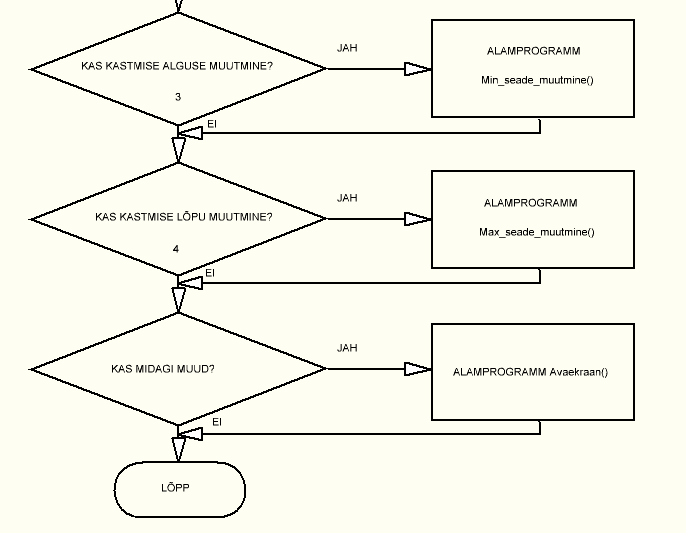 JAH
KAS KASTMISE ALGUSE MUUTMINE?
3
ALAMPROGRAMM
Min_seade_muutmine()
EI
JAH
KAS KASTMISE LÕPU MUUTMINE?
4
ALAMPROGRAMM
Max_seade_muutmine()
EI
JAH
KAS MIDAGI MUUD?
ALAMPROGRAMM Avaekraan()
EI
LÕPP